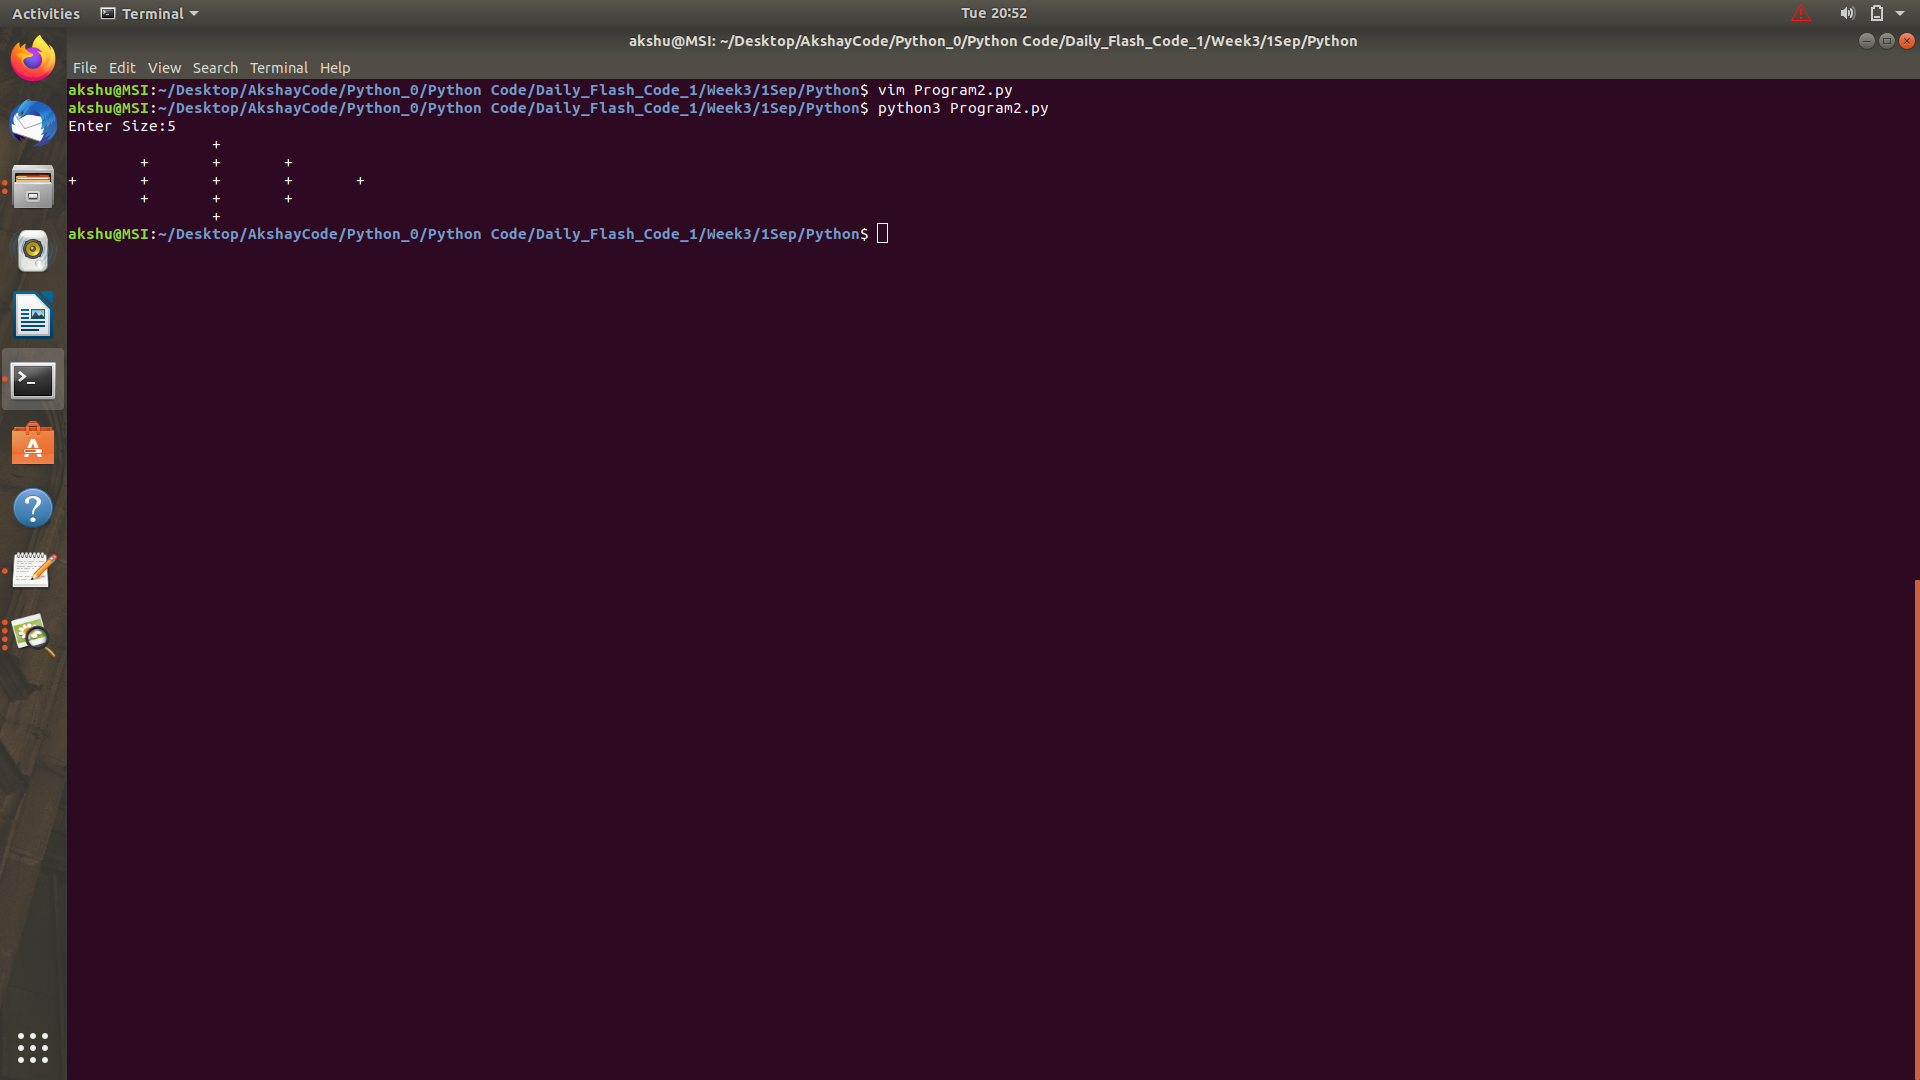 Activities Terminal Tue 20:52
akshu@MSI: ~/Desktop/AkshayCode/Python_0/Python Code/Daily_Flash_Code_1/Week3/1Sep/Python
File Edit View Search Terminal Help
akshu@MSI:~/Desktop/AkshayCode/Python_0/Python Code/Daily_Flash_Code_1/Week3/1Sep/Python$ vim Program2.py
akshu@MSI:~/Desktop/AkshayCode/Python_0/Python Code/Daily_Flash_Code_1/Week3/1Sep/Python$ python3 Program2.py
Enter Size:5
                +
        +       +       +
+       +       +       +       +
        +       +       +
                +
akshu@MSI:~/Desktop/AkshayCode/Python_0/Python Code/Daily_Flash_Code_1/Week3/1Sep/Python$